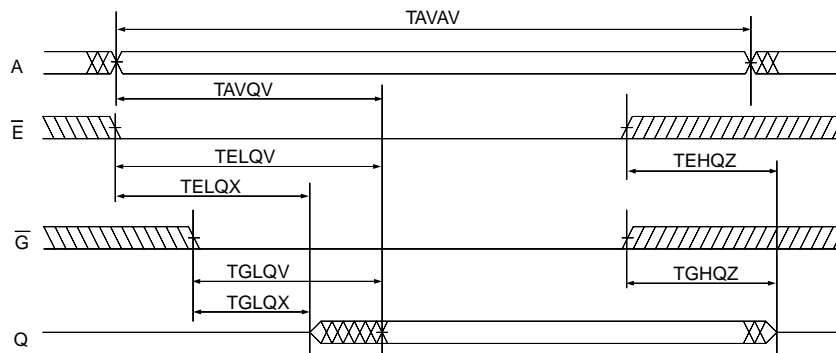 TAVAV
A
TAVQV
E̅
TELQV
TEHQZ
TELQX
G̅
TGLQV
TGHQZ
TGLQX
Q